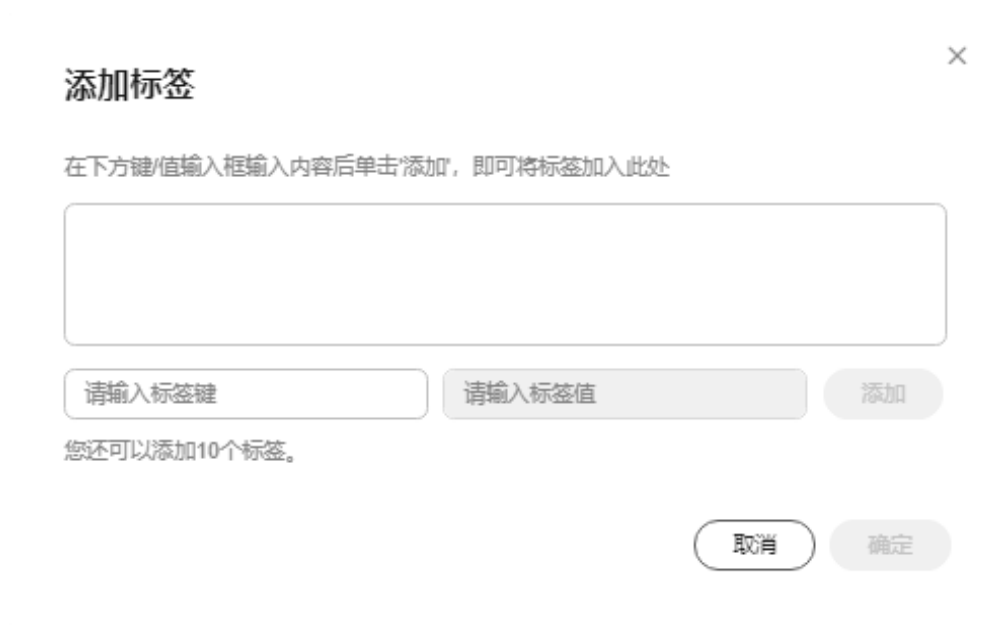 添加标签
在下方键/值输入框输入内容后单击'添加'，即可将标签加入此处
请输入标签键 请输入标签值 添加
您还可以添加10个标签。
取消 确定